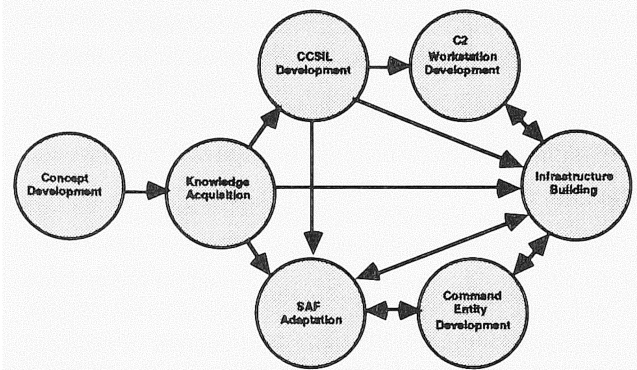 CCSIL
Development
C2
Workstation
Development
Concept
Development
Knowledge
Acquisition
Infrastructure
Building
SAF
Adaptation
Command
Entity
Development